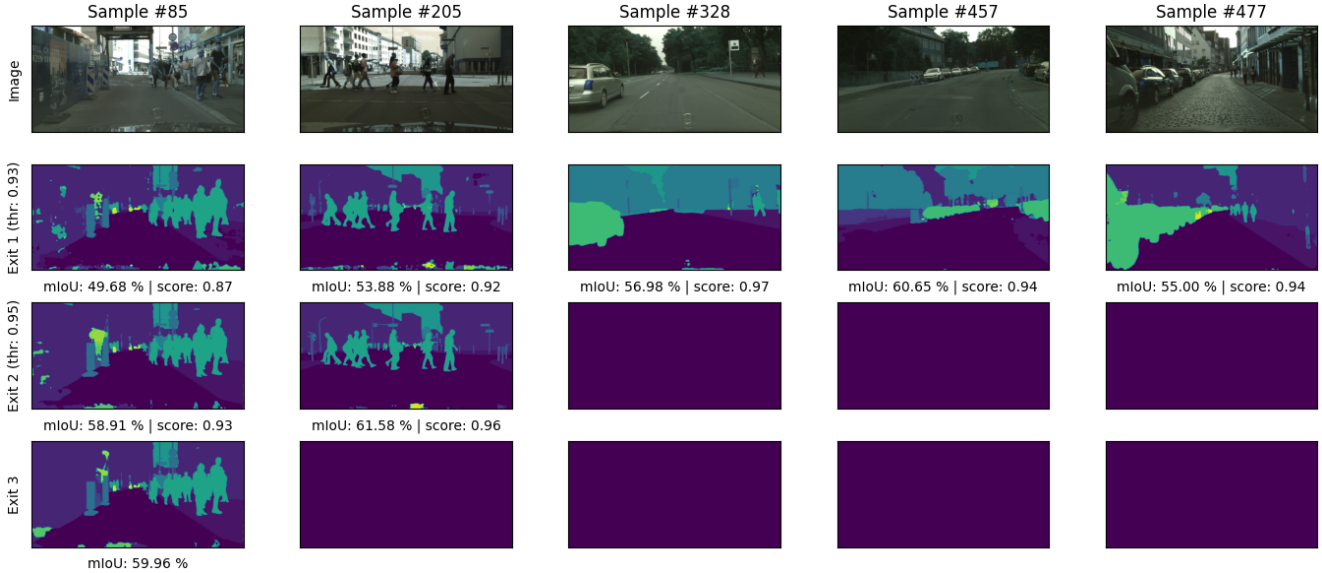 Sample #85 Sample #205 Sample #328 Sample #457 Sample #477
Image
Exit 1 (thr: 0.93)
mIoU: 49.68 % | score: 0.87 mIoU: 53.88 % | score: 0.92 mIoU: 56.98 % | score: 0.97 mIoU: 60.65 % | score: 0.94 mIoU: 55.00 % | score: 0.94
Exit 2 (thr: 0.95)
mIoU: 58.91 % | score: 0.93 mIoU: 61.58 % | score: 0.96
Exit 3
mIoU: 59.96 %